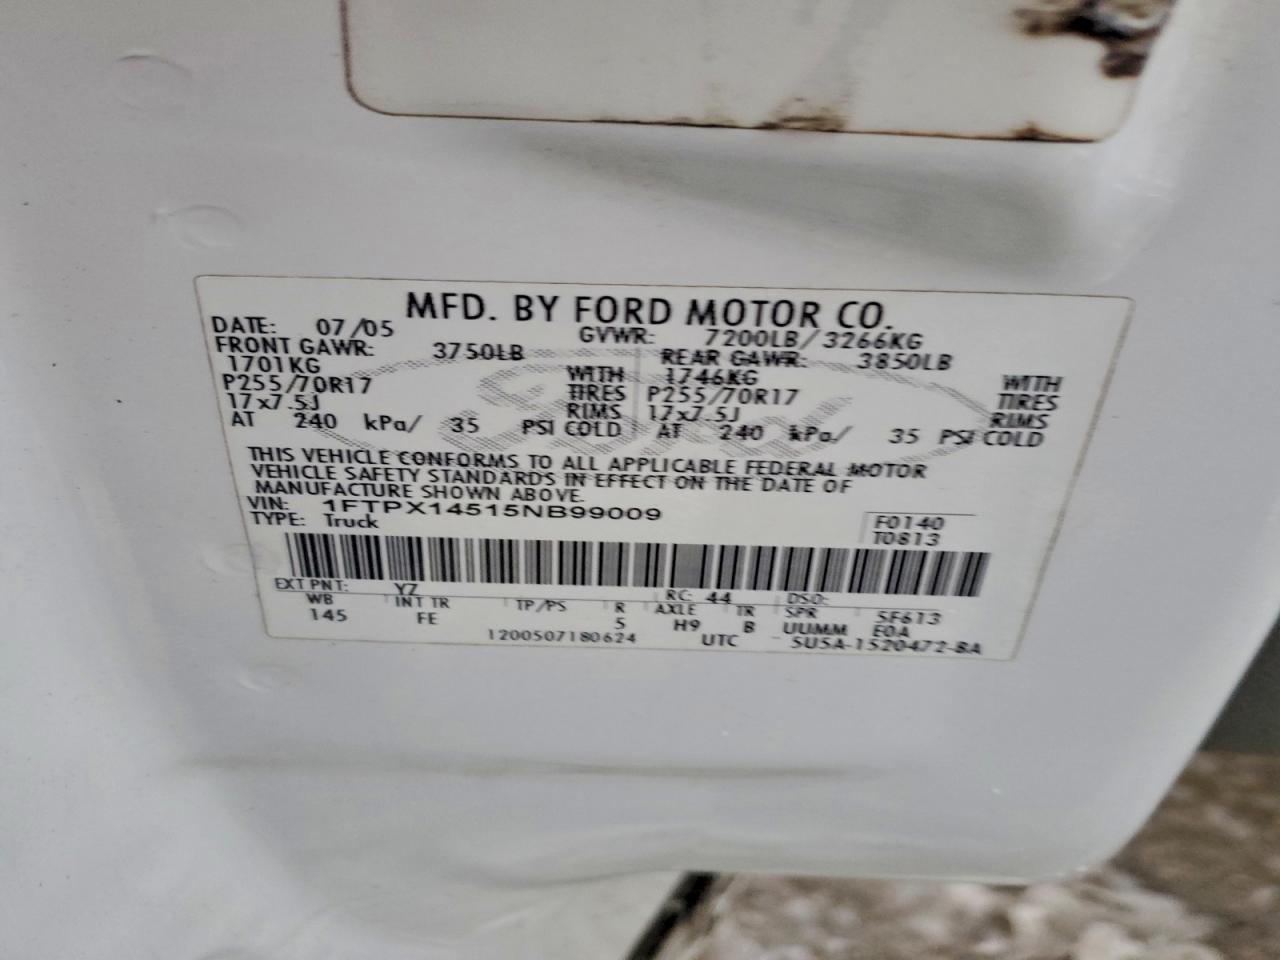 MFD. BY FORD MOTOR CO.
DATE: 07/05 GVWR: 7200LB/3266KG
FRONT GAWR: 3750LB REAR GAWR: 3850LB
1701KG WITH 1746KG WITH
P255/70R17 TIRES P255/70R17 TIRES
17x7.5J RIMS 17x7.5J RIMS
AT 240 kPa/ 35 PSI COLD AT 240 kPa/ 35 PSI COLD
THIS VEHICLE CONFORMS TO ALL APPLICABLE FEDERAL MOTOR
VEHICLE SAFETY STANDARDS IN EFFECT ON THE DATE OF
MANUFACTURE SHOWN ABOVE.
VIN: 1FTPX14515NB99009
TYPE: Truck F0140
T0813
EXT PNT: YZ RC: 44 DSO:
WB INT TR TP/PS R AXLE TR SPR 5F613
145 FE 5 H9 B UUMM E0A
1200507180624 UTC 5U5A-1520472-BA